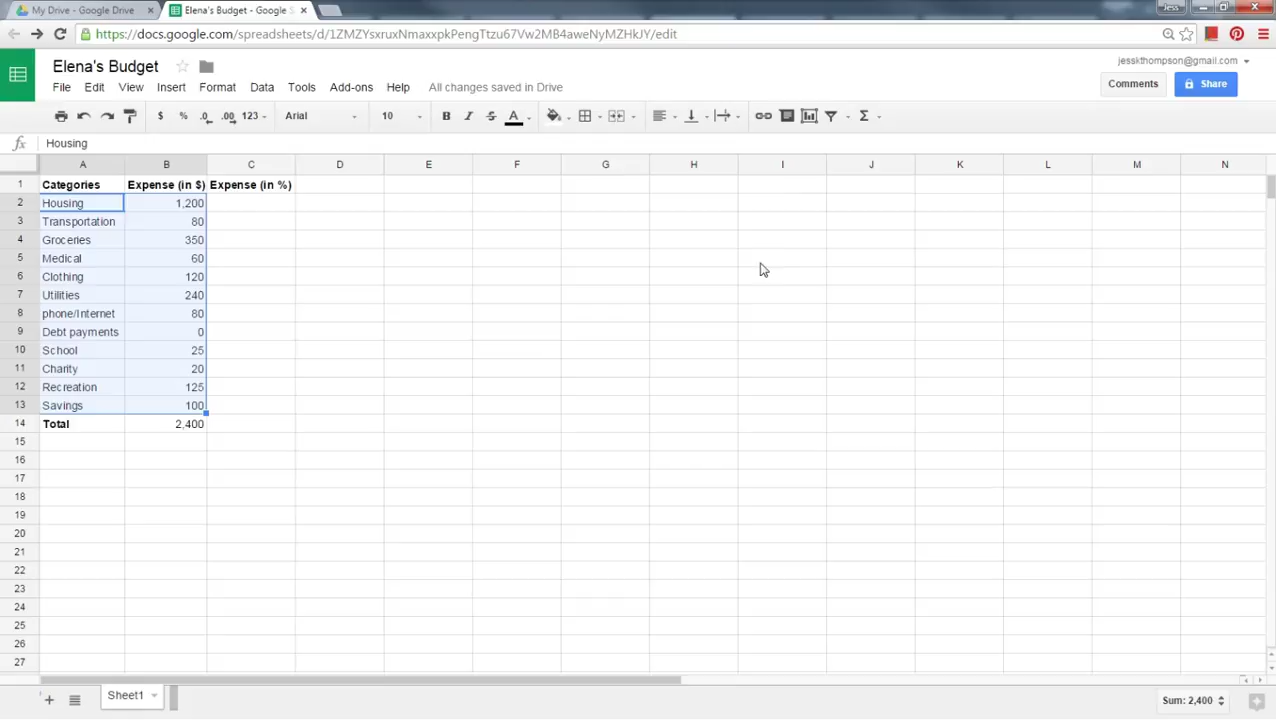 My Drive - Google Drive × Elena's Budget - Google S × Jess
https://docs.google.com/spreadsheets/d/1ZMZYsxruxNmaxxpkPengTtzu67Vw2MB4aweNyMZHkJY/edit
Elena's Budget jesskthompson@gmail.com
File Edit View Insert Format Data Tools Add-ons Help All changes saved in Drive Comments Share
$ % .0 .00 123 Arial 10 B I S A Σ
fx Housing
A B C D E F G H I J K L M N
1 Categories Expense (in $) Expense (in %)
2 Housing 1,200
3 Transportation 80
4 Groceries 350
5 Medical 60
6 Clothing 120
7 Utilities 240
8 phone/Internet 80
9 Debt payments 0
10 School 25
11 Charity 20
12 Recreation 125
13 Savings 100
14 Total 2,400
15
16
17
18
19
20
21
22
23
24
25
26
27
+ Sheet1 Sum: 2,400